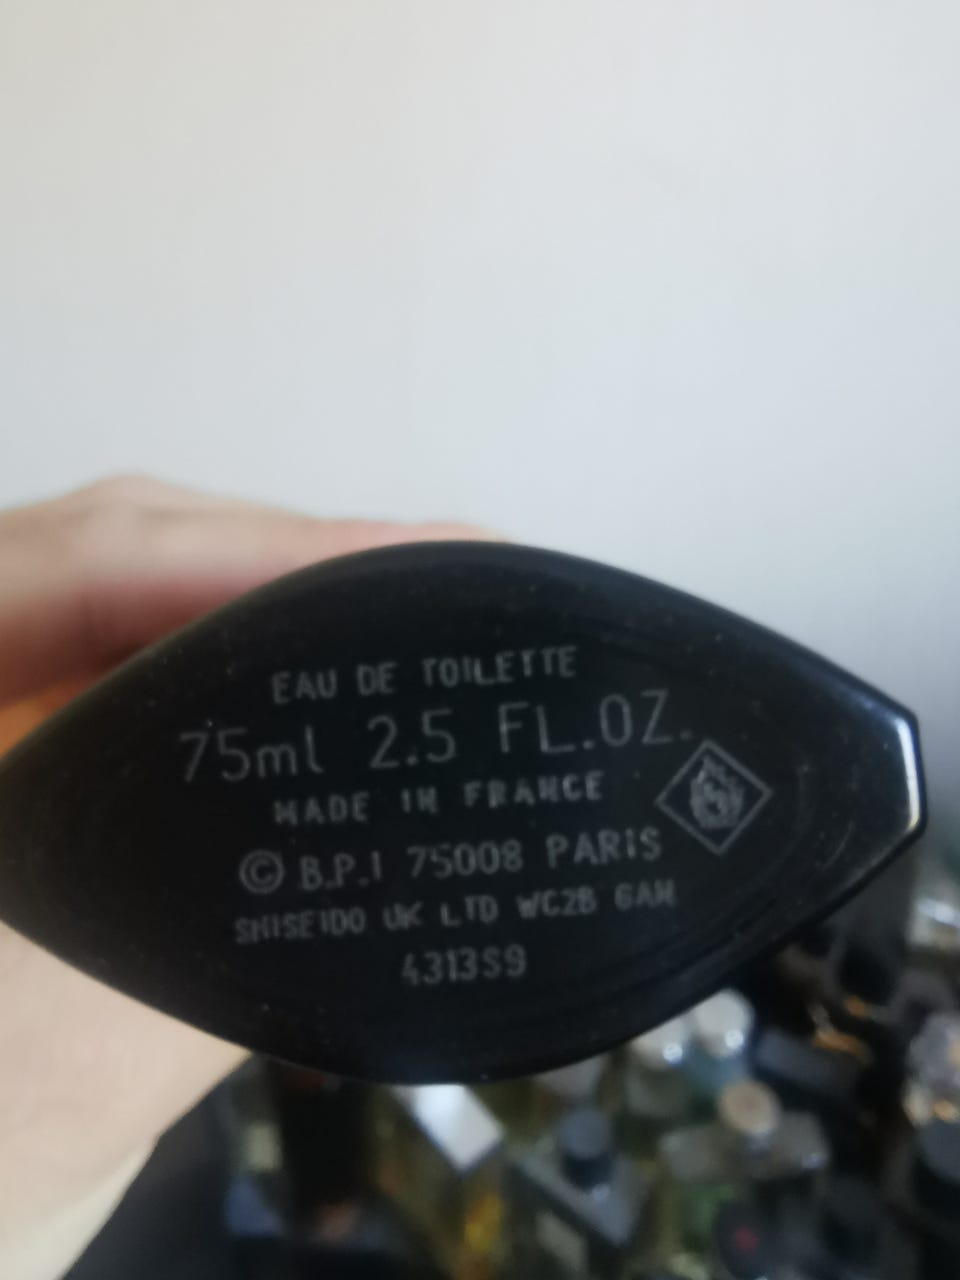 EAU DE TOILETTE
75ml 2.5 FL.OZ.
MADE IN FRANCE
© B.P.I 75008 PARIS
SHISEIDO UK LTD WC2B 6AH
4313S9